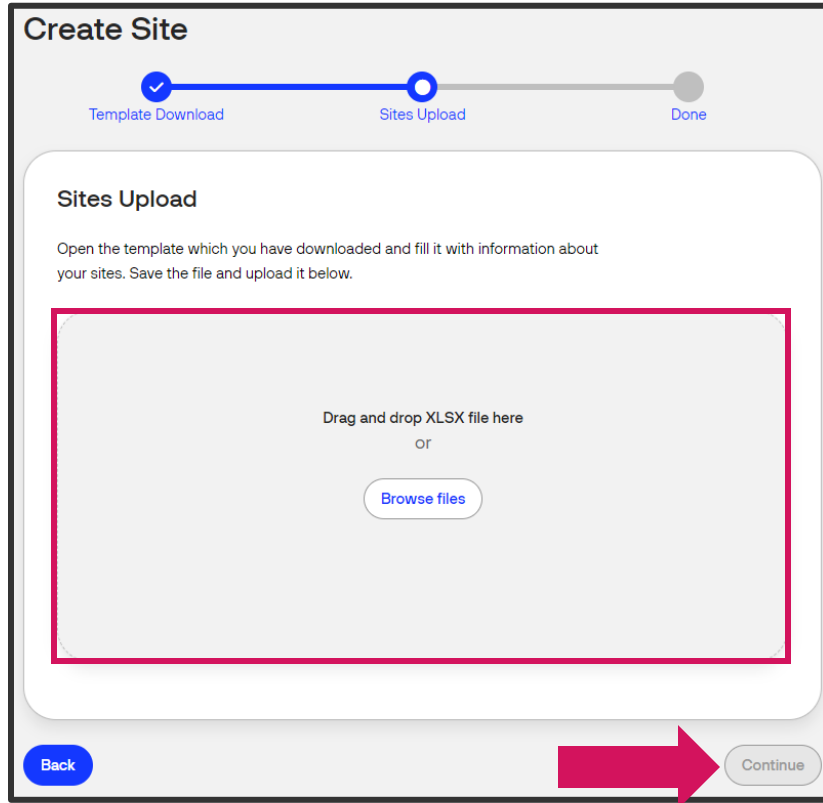 Create Site
Template Download
Sites Upload
Done
Sites Upload
Open the template which you have downloaded and fill it with information about
your sites. Save the file and upload it below.
Drag and drop XLSX file here
or
Browse files
Back
Continue